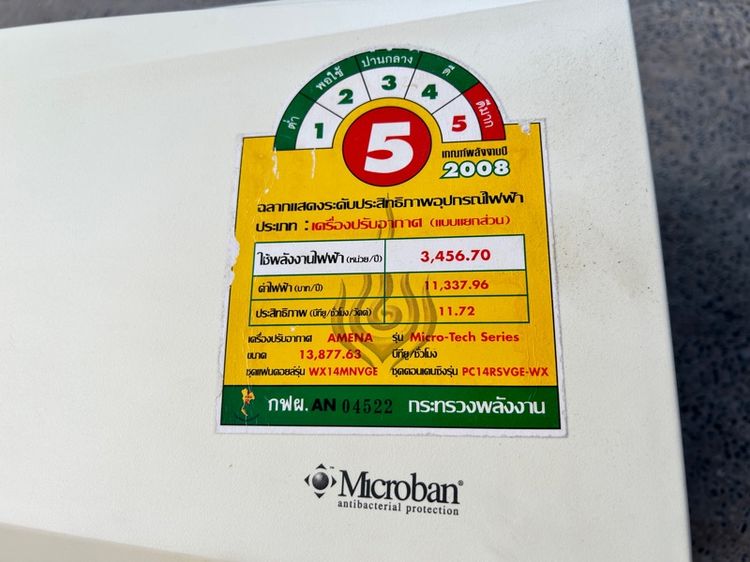 ต่ำ พอใช้ ปานกลาง ดี ดีมาก
1 2 3 4 5
5
เกณฑ์พลังงานปี
2008
ฉลากแสดงระดับประสิทธิภาพอุปกรณ์ไฟฟ้า
ประเภท : เครื่องปรับอากาศ (แบบแยกส่วน)
ใช้พลังงานไฟฟ้า (หน่วย/ปี) 3,456.70
ค่าไฟฟ้า (บาท/ปี) 11,337.96
ประสิทธิภาพ (บีทียู/ชั่วโมง/วัตต์) 11.72
เครื่องปรับอากาศ AMENA รุ่น Micro-Tech Series
ขนาด 13,877.63 บีทียู/ชั่วโมง
ชุดแฟนคอยล์รุ่น WX14MNVGE ชุดคอนเดนซิ่งรุ่น PC14RSVGE-WX
กฟผ. AN 04522 กระทรวงพลังงาน
Microban®
antibacterial protection